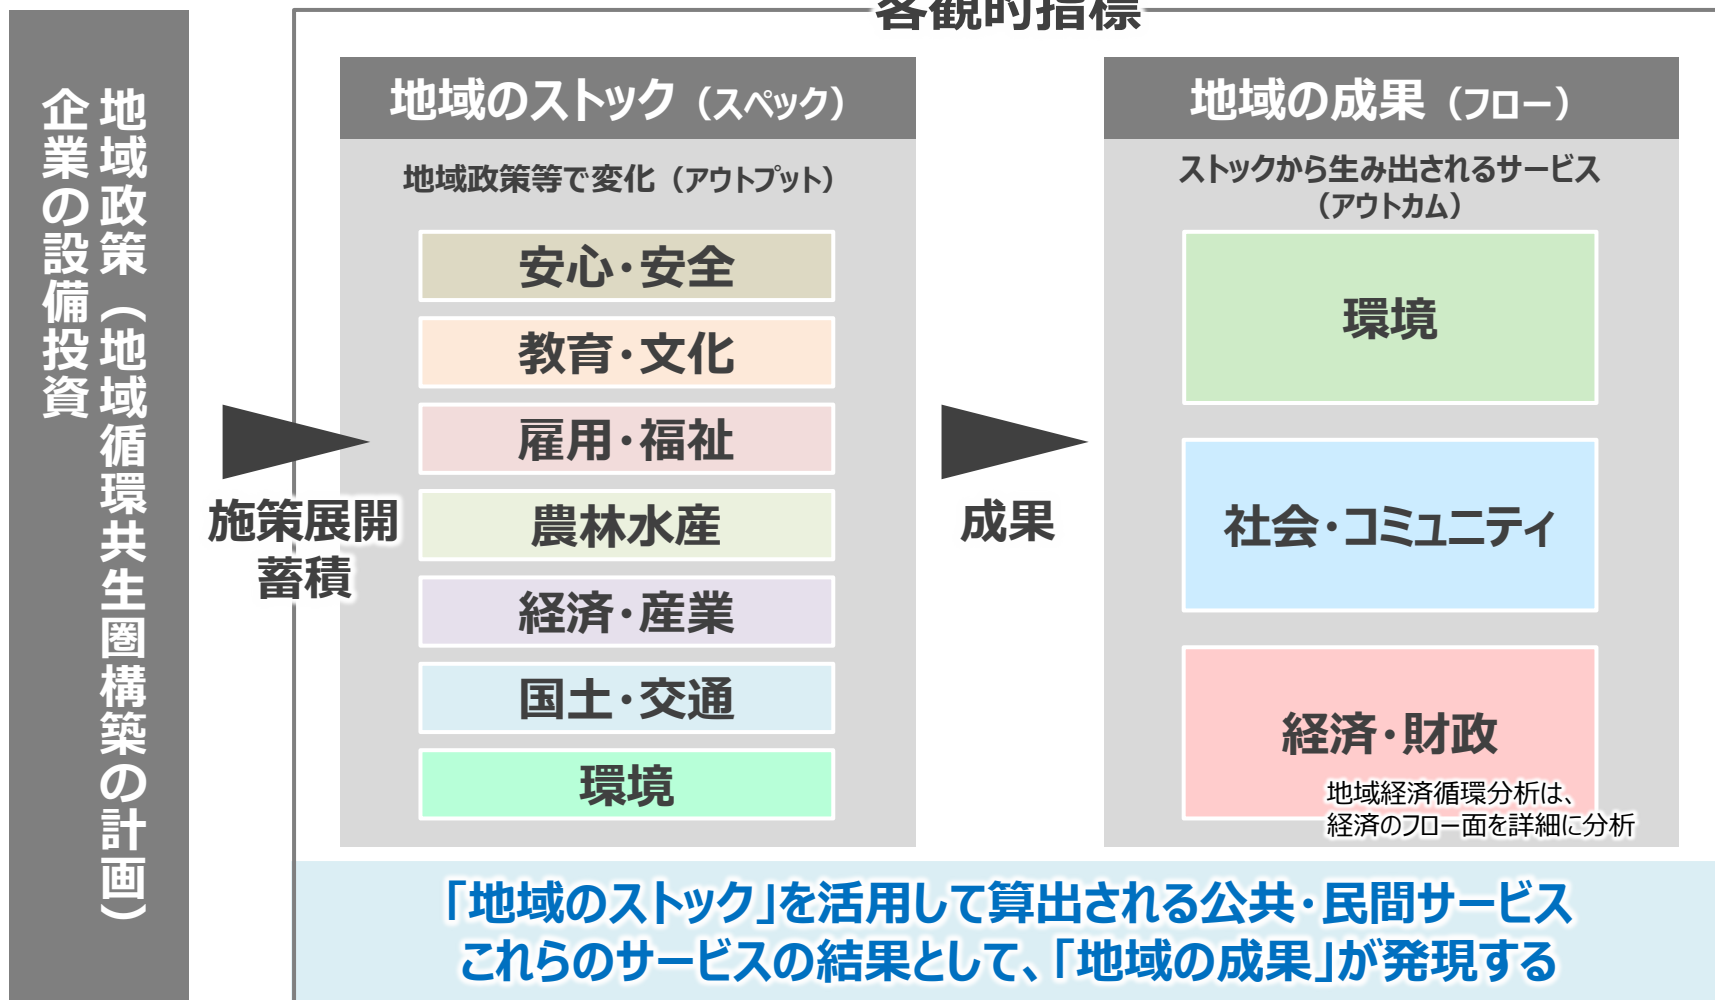 客観的指標
地域政策（地域循環共生圏構築の計画）
企業の設備投資
施策展開
蓄積
地域のストック（スペック）
地域政策等で変化（アウトプット）
安心・安全
教育・文化
雇用・福祉
農林水産
経済・産業
国土・交通
環境
成果
地域の成果（フロー）
ストックから生み出されるサービス
（アウトカム）
環境
社会・コミュニティ
経済・財政
地域経済循環分析は、
経済のフロー面を詳細に分析
「地域のストック」を活用して算出される公共・民間サービス
これらのサービスの結果として、「地域の成果」が発現する